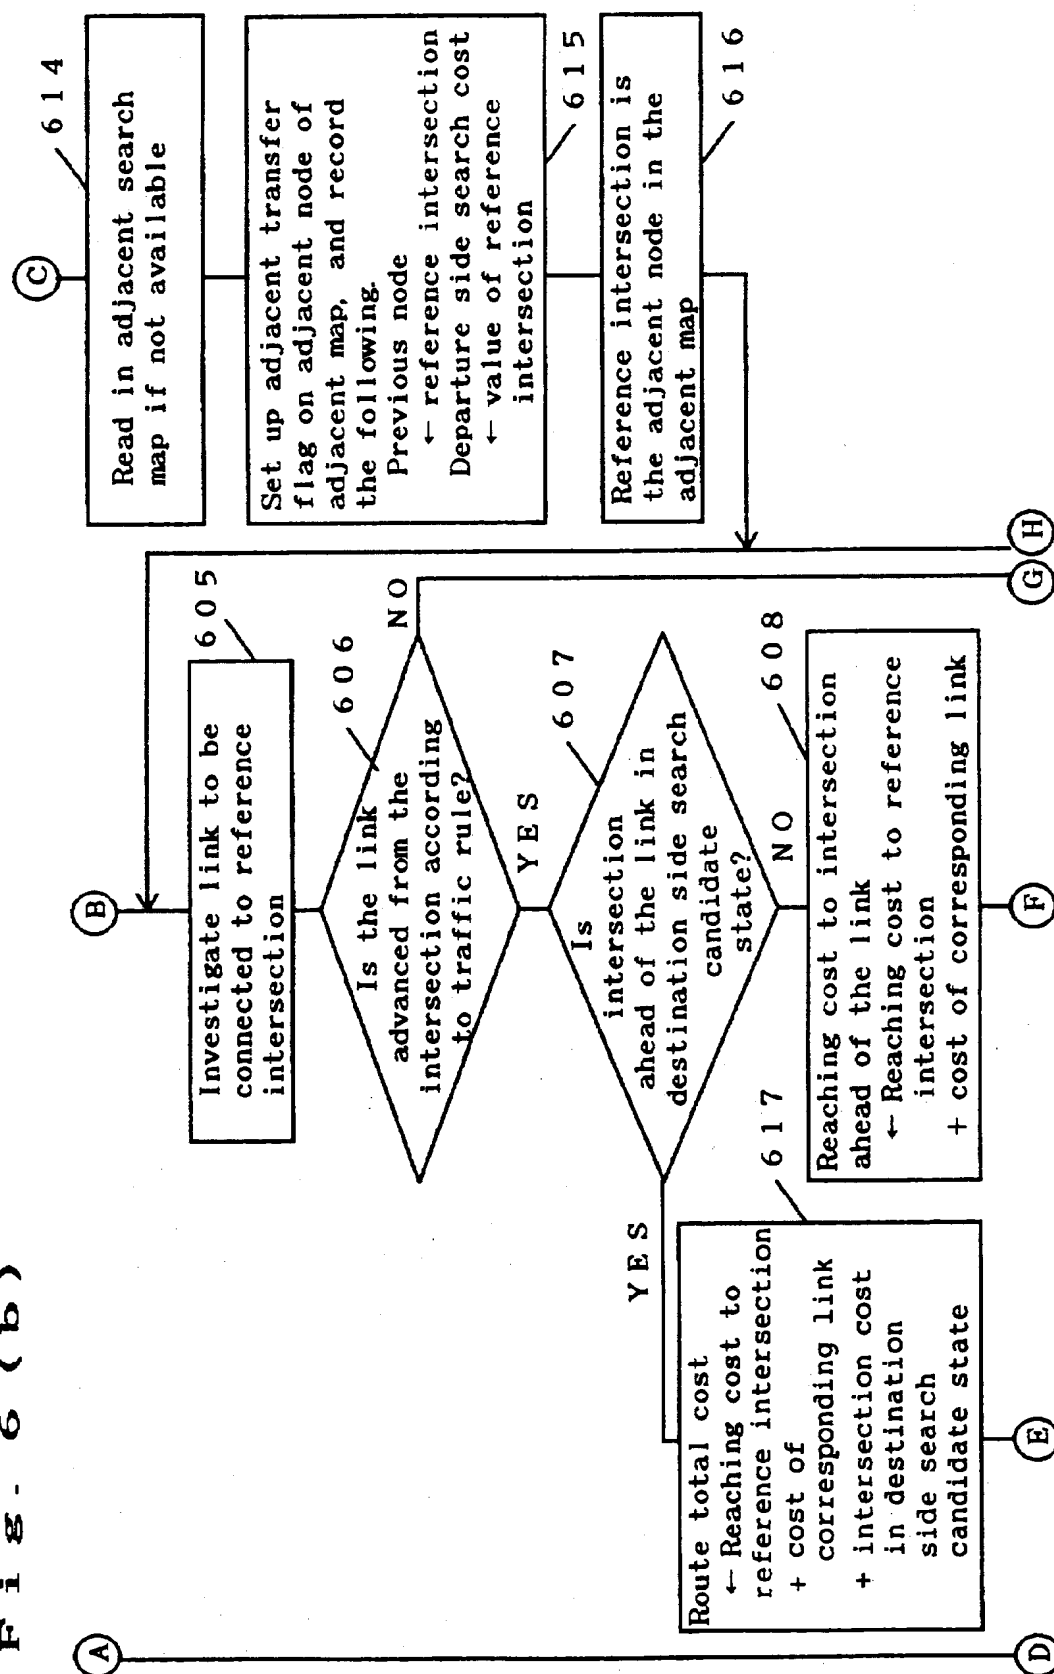 Fig. 6 (b)
A
D
B
Investigate link to be
connected to reference
intersection
605
Is the link
advanced from the
intersection according
to traffic rule?
606
NO
YES
Is
intersection
ahead of the link in
destination side search
candidate
state?
607
YES
NO
Route total cost
← Reaching cost to
reference intersection
+ cost of
corresponding link
+ intersection cost
in destination
side search
candidate state
617
E
Reaching cost to intersection
ahead of the link
← Reaching cost to reference
intersection
+ cost of corresponding link
608
F
G
H
C
Read in adjacent search
map if not available
614
Set up adjacent transfer
flag on adjacent node of
adjacent map, and record
the following.
Previous node
← reference intersection
Departure side search cost
← value of reference
intersection
615
Reference intersection is
the adjacent node in the
adjacent map
616